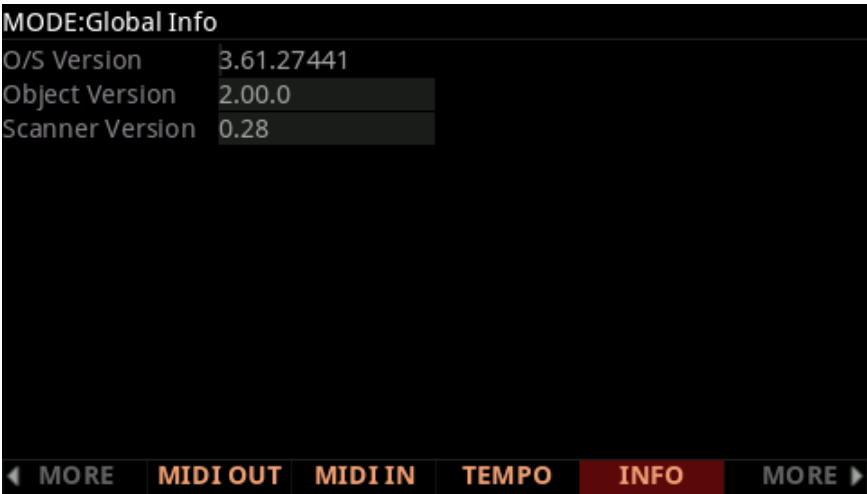 MODE:Global Info
O/S Version 3.61.27441
Object Version 2.00.0
Scanner Version 0.28
MORE MIDI OUT MIDI IN TEMPO INFO MORE